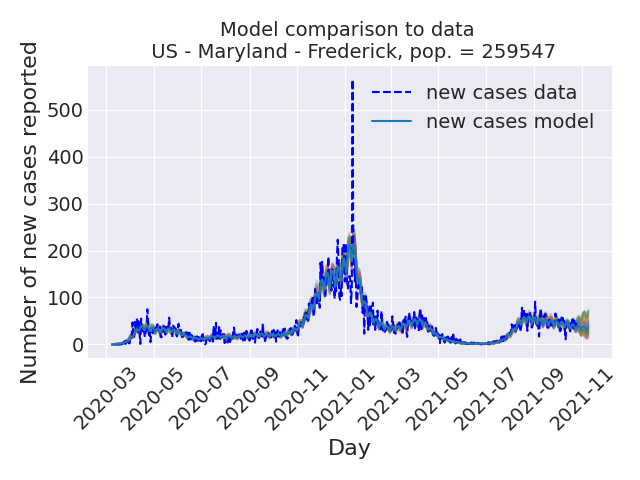 Model comparison to data
US - Maryland - Frederick, pop. = 259547
Number of new cases reported
500
400
300
200
100
0
new cases data
new cases model
2020-03
2020-05
2020-07
2020-09
2020-11
2021-01
2021-03
2021-05
2021-07
2021-09
2021-11
Day